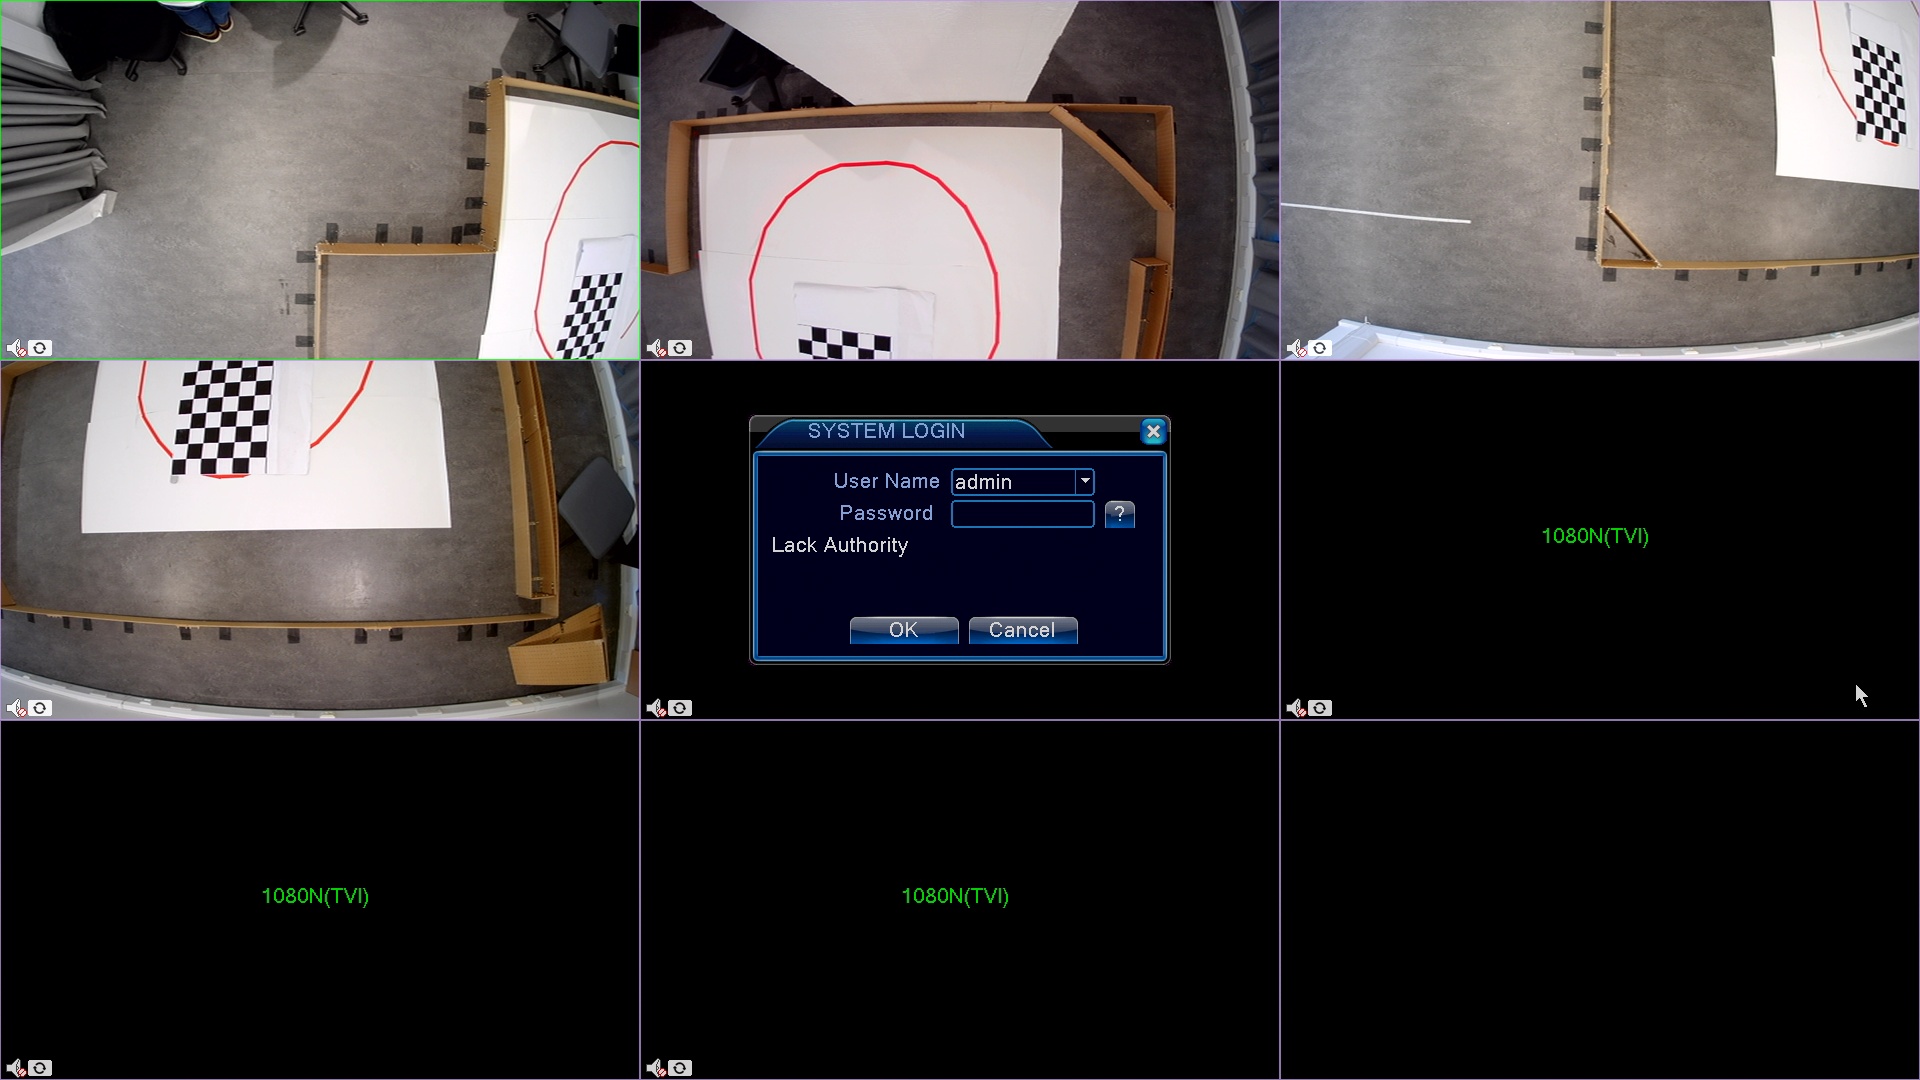 SYSTEM LOGIN
User Name admin
Password ?
Lack Authority
OK Cancel
1080N(TVI)
1080N(TVI)
1080N(TVI)